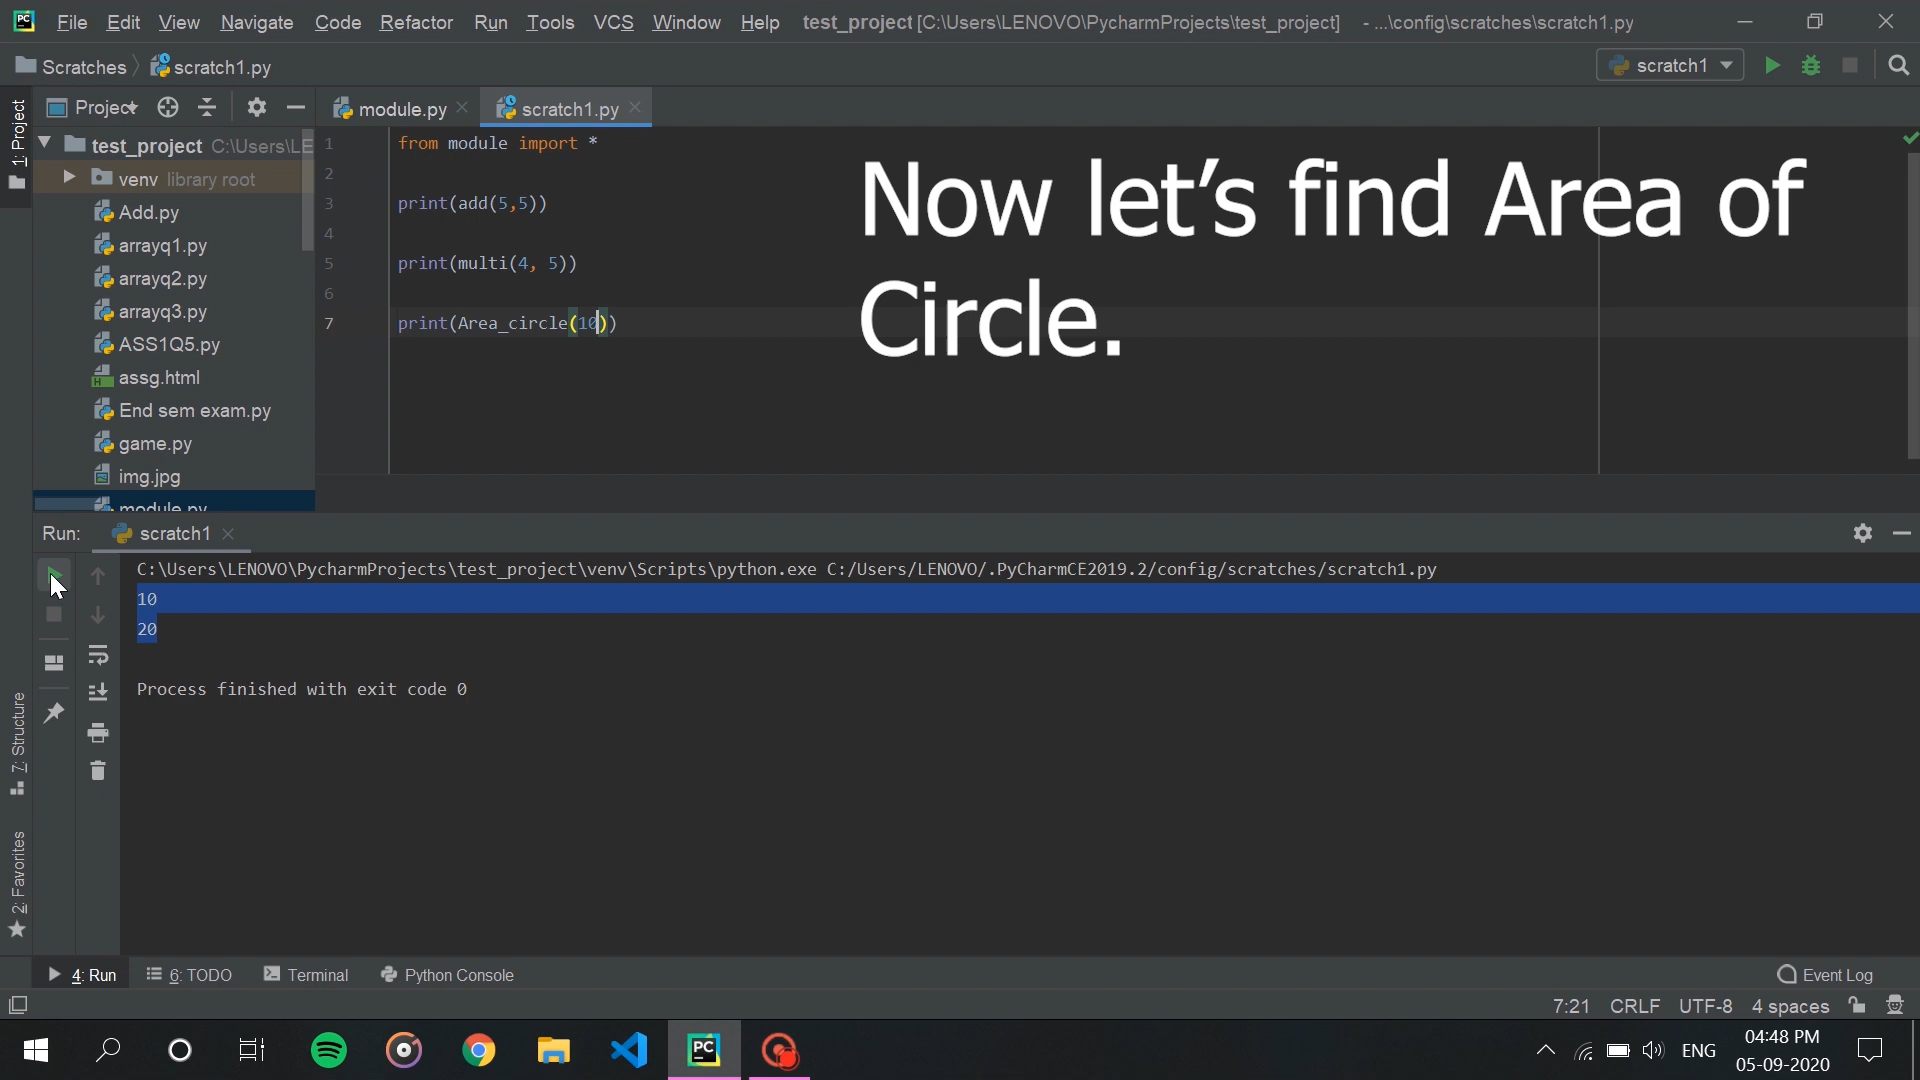 File Edit View Navigate Code Refactor Run Tools VCS Window Help test_project [C:\Users\LENOVO\PycharmProjects\test_project] - ...\config\scratches\scratch1.py
Scratches scratch1.py scratch1
1: Project
Project module.py scratch1.py
test_project C:\Users\LE
venv library root
Add.py
arrayq1.py
arrayq2.py
arrayq3.py
ASS1Q5.py
assg.html
End sem exam.py
game.py
img.jpg
module.py
1 from module import *
2
3 print(add(5,5))
4
5 print(multi(4, 5))
6
7 print(Area_circle(10))
Now let’s find Area of
Circle.
Run: scratch1
C:\Users\LENOVO\PycharmProjects\test_project\venv\Scripts\python.exe C:/Users/LENOVO/.PyCharmCE2019.2/config/scratches/scratch1.py
10
20
Process finished with exit code 0
Z: Structure
2: Favorites
4: Run 6: TODO Terminal Python Console Event Log
7:21 CRLF UTF-8 4 spaces
PC ENG 04:48 PM
05-09-2020